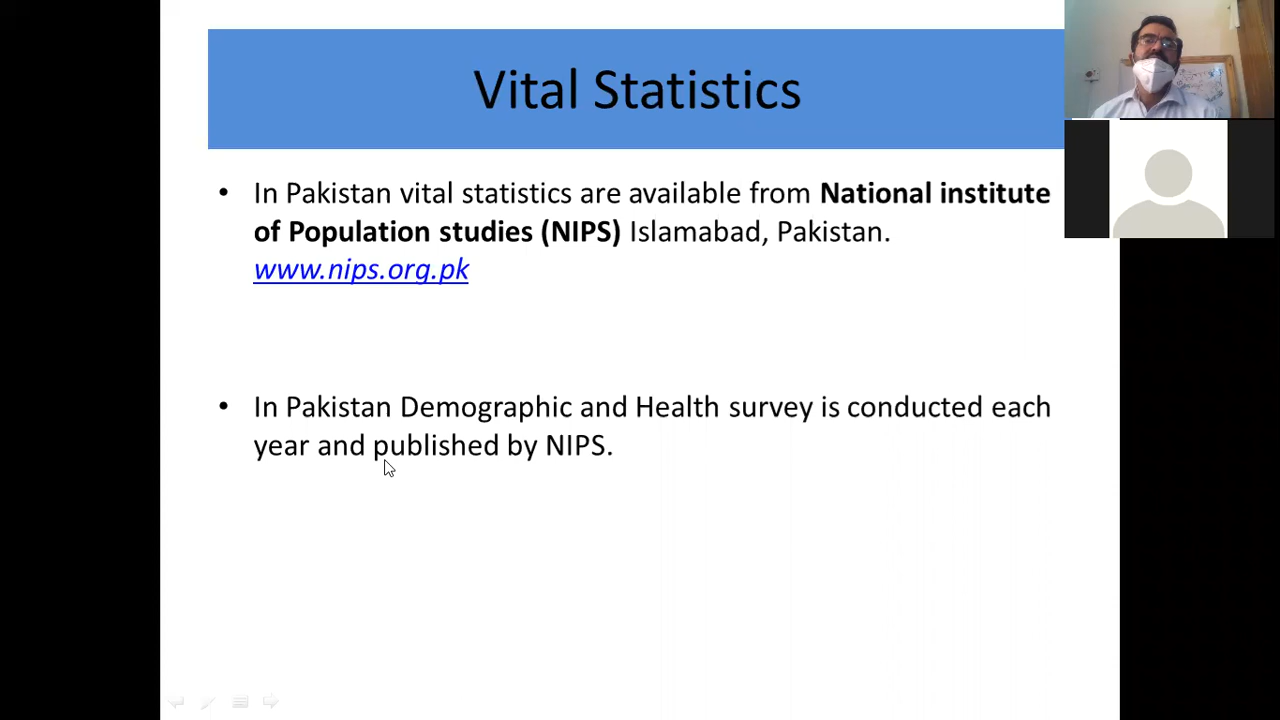 Vital Statistics
• In Pakistan vital statistics are available from National institute
of Population studies (NIPS) Islamabad, Pakistan.
www.nips.org.pk
• In Pakistan Demographic and Health survey is conducted each
year and published by NIPS.